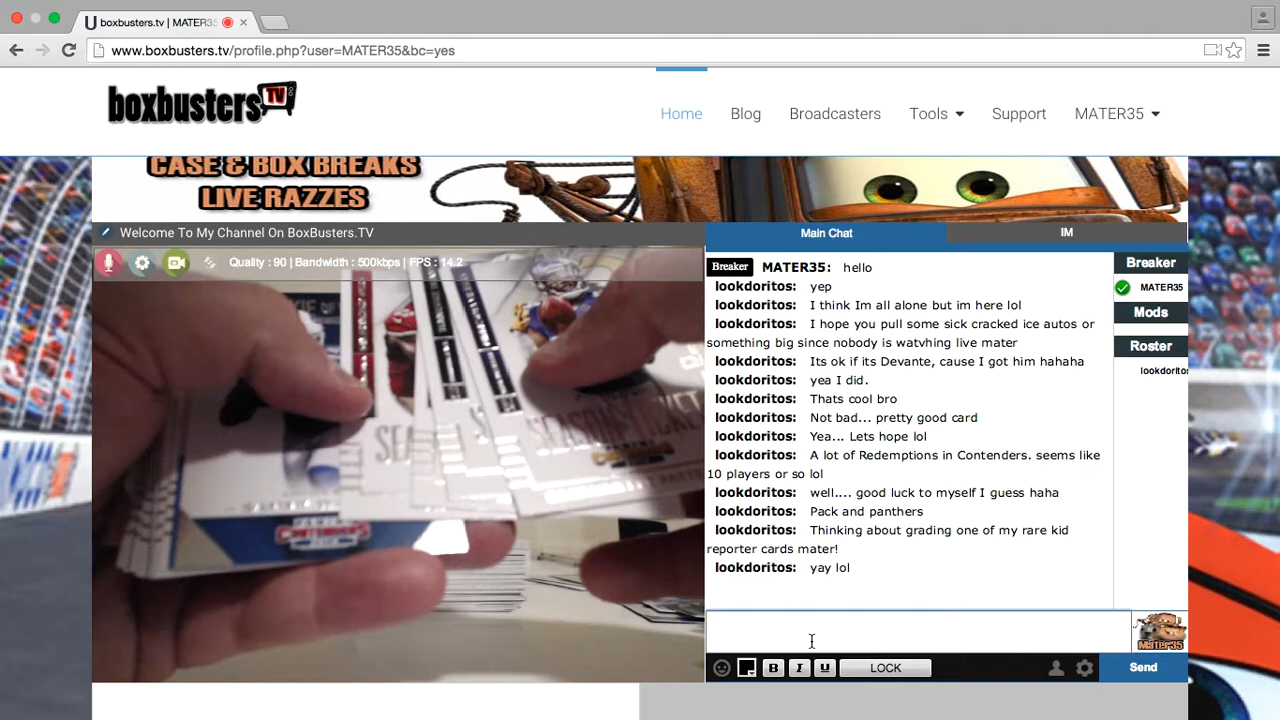 boxbusters.tv | MATER35
www.boxbusters.tv/profile.php?user=MATER35&bc=yes
boxbusters TV
Home Blog Broadcasters Tools Support MATER35
CASE & BOX BREAKS
LIVE RAZZES
Welcome To My Channel On BoxBusters.TV
Main Chat IM
Quality : 90 | Bandwidth : 500kbps | FPS : 14.2
Breaker MATER35: hello
lookdoritos: yep
lookdoritos: I think Im all alone but im here lol
lookdoritos: I hope you pull some sick cracked ice autos or
something big since nobody is watvhing live mater
lookdoritos: Its ok if its Devante, cause I got him hahaha
lookdoritos: yea I did.
lookdoritos: Thats cool bro
lookdoritos: Not bad... pretty good card
lookdoritos: Yea... Lets hope lol
lookdoritos: A lot of Redemptions in Contenders. seems like
10 players or so lol
lookdoritos: well.... good luck to myself I guess haha
lookdoritos: Pack and panthers
lookdoritos: Thinking about grading one of my rare kid
reporter cards mater!
lookdoritos: yay lol
Breaker
MATER35
Mods
Roster
lookdoritos
SEASON TICKET
CONTENDERS
Mater35
B I U LOCK Send